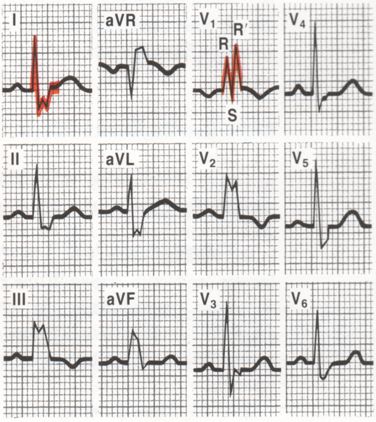 I aVR V1 V4
R R'
S
II aVL V2 V5
III aVF V3 V6